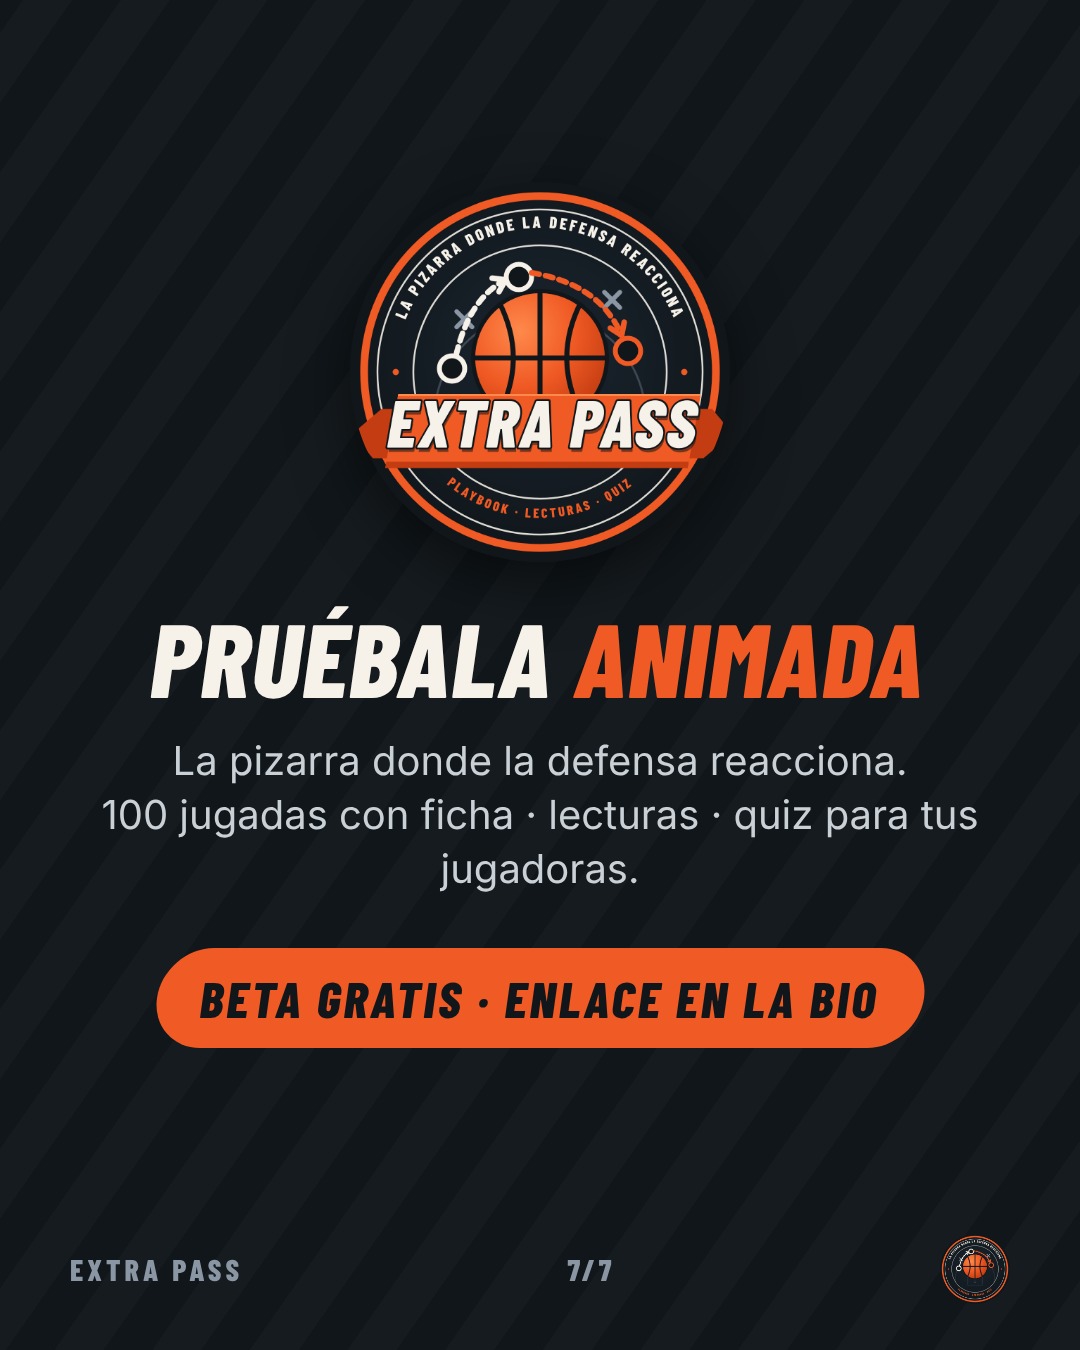 LA PIZARRA DONDE LA DEFENSA REACCIONA
EXTRA PASS
PLAYBOOK · LECTURAS · QUIZ
PRUÉBALA ANIMADA
La pizarra donde la defensa reacciona.
100 jugadas con ficha · lecturas · quiz para tus
jugadoras.
BETA GRATIS · ENLACE EN LA BIO
EXTRA PASS
7/7